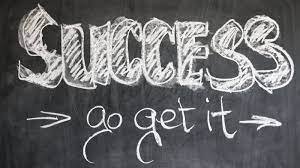 SUCCESS
→ go get it →